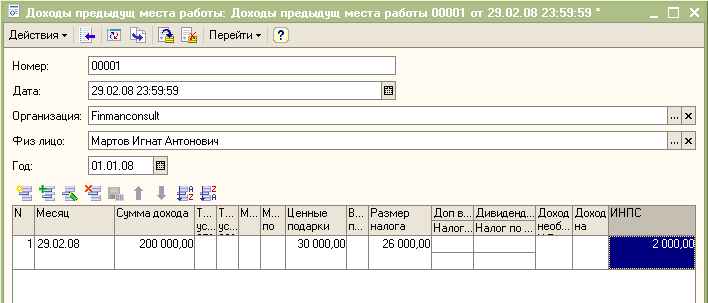 Доходы предыдущ места работы: Доходы предыдущ места работы 00001 от 29.02.08 23:59:59 *
Действия Перейти
Номер: 00001
Дата: 29.02.08 23:59:59
Организация: Finmanconsult
Физ лицо: Мартов Игнат Антонович
Год: 01.01.08
N Месяц Сумма дохода Т... Т... М... М... Ценные В... Размер Доп в... Дивиденд... Доход Доход ИНПС
ус... ус... по подарки п... налога Налог... Налог по ... необ... на
1 29.02.08 200 000,00 30 000,00 26 000,00 2 000,00